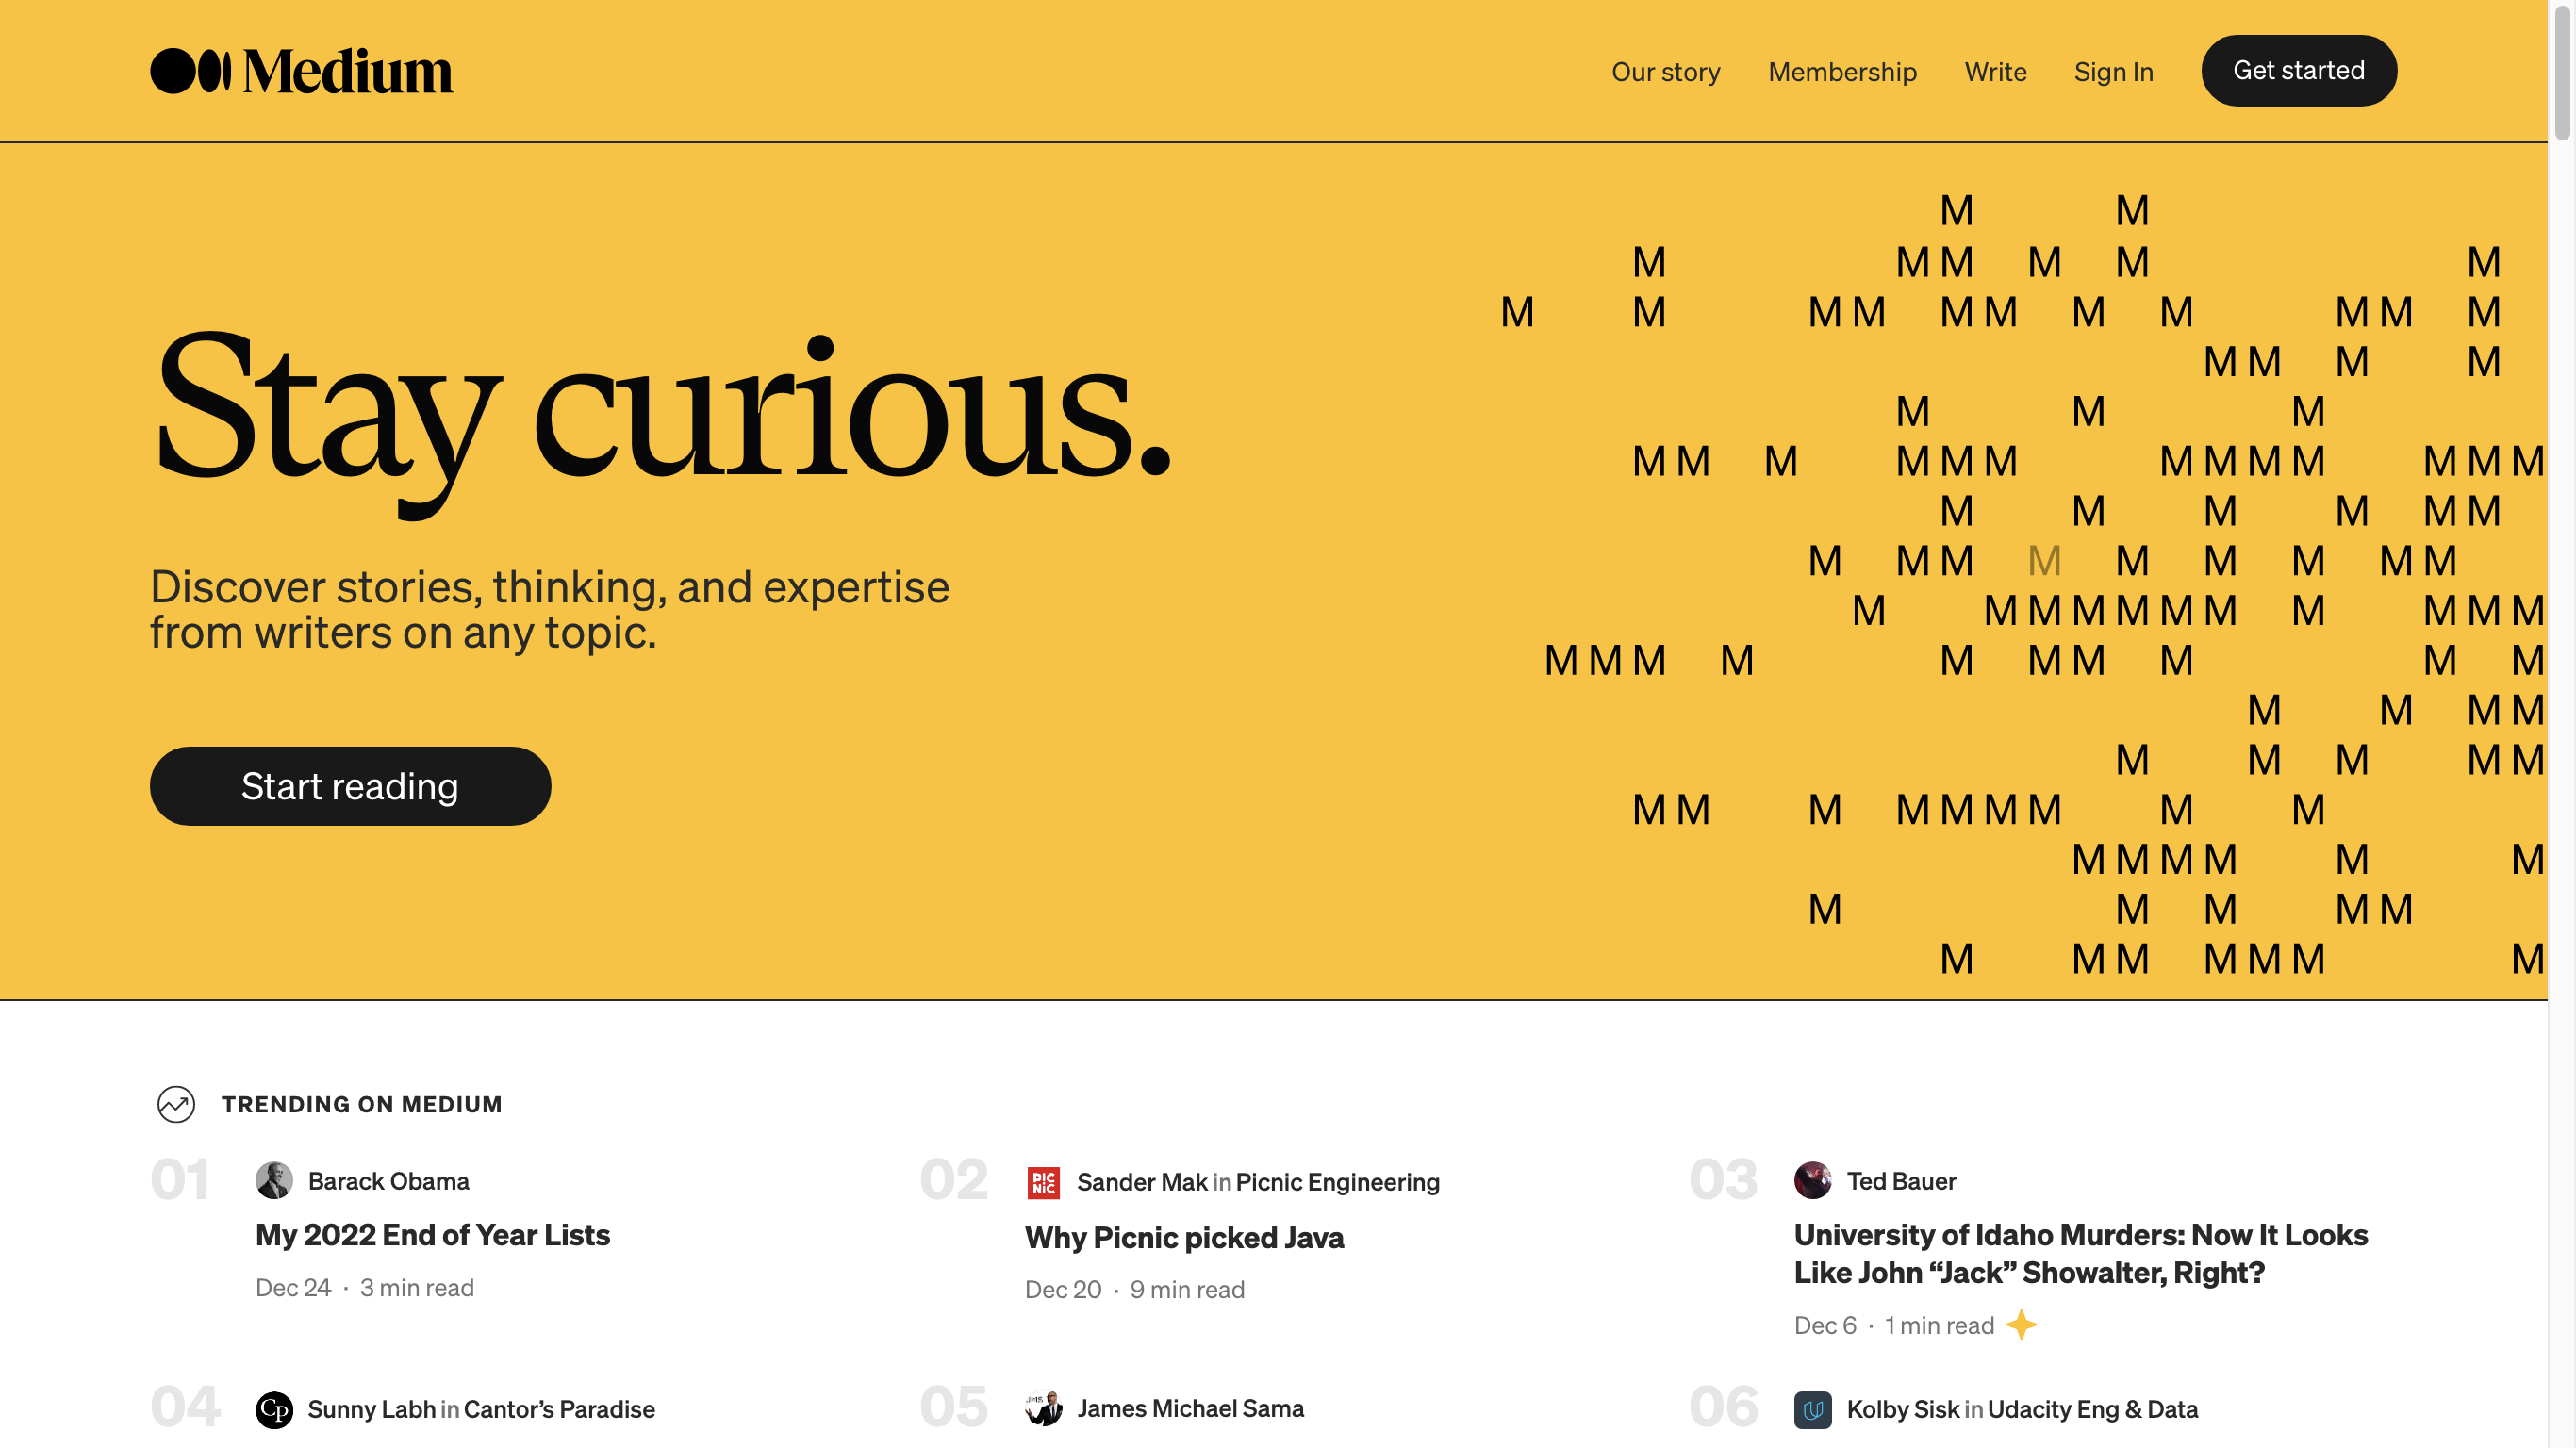 Medium
Our story Membership Write Sign In Get started
M M
M M M M M M
M M M M M M M M M M M
M M M M
Stay curious.
M M M
M M M M M M M M M M M M M
M M M M M M
M M M M M M M M M
Discover stories, thinking, and expertise
M M M M M M M M M M M
from writers on any topic.
M M M M M M M M M M
M M M M
M M M M M
Start reading
M M M M M M M M M
M M M M M M
M M M M M
M M M M M M M
TRENDING ON MEDIUM
01 Barack Obama
My 2022 End of Year Lists
Dec 24 · 3 min read
02 PIC NIC Sander Mak in Picnic Engineering
Why Picnic picked Java
Dec 20 · 9 min read
03 Ted Bauer
University of Idaho Murders: Now It Looks
Like John “Jack” Showalter, Right?
Dec 6 · 1 min read
04 CP Sunny Labh in Cantor’s Paradise
05 James Michael Sama
06 Kolby Sisk in Udacity Eng & Data